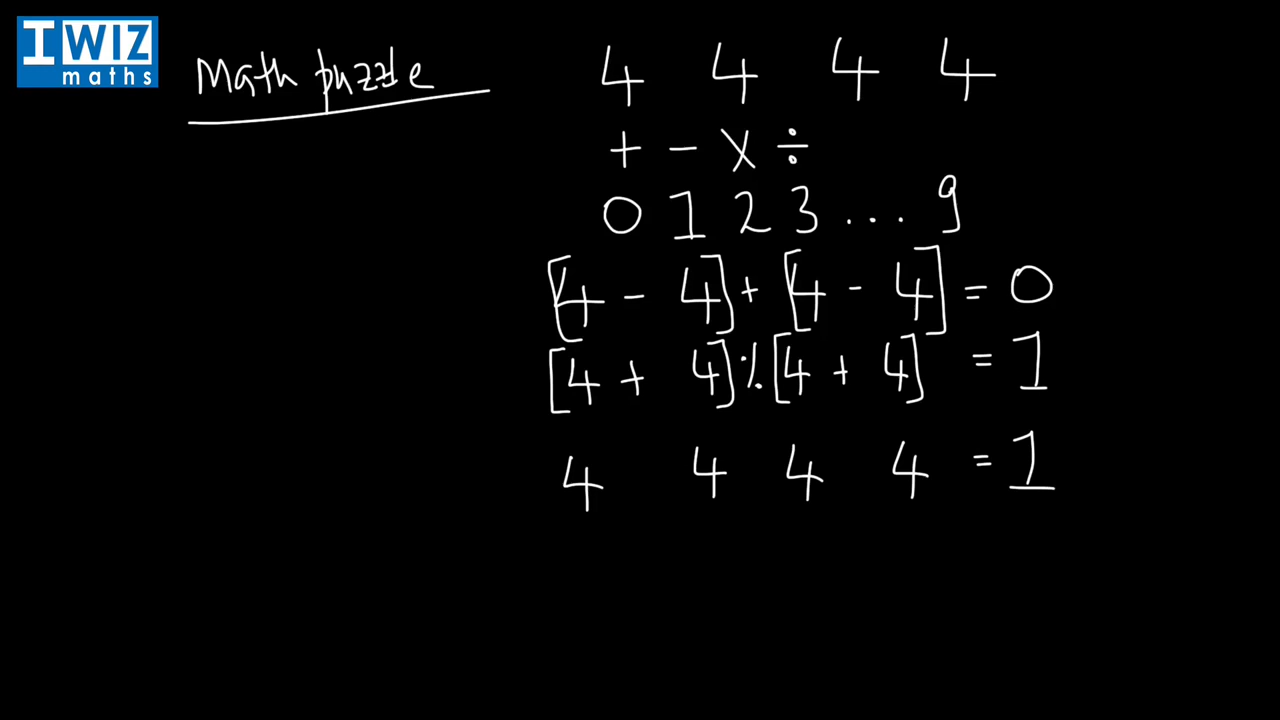 I WIZ
maths
Math puzzle
4 4 4 4
+ - x ÷
0 1 2 3 ... 9
[4 - 4] + [4 - 4] = 0
[4 + 4] ÷ [4 + 4] = 1
4 4 4 4 = 1